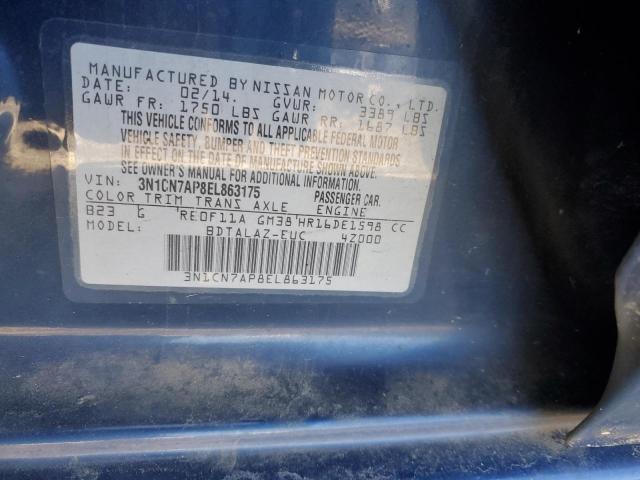 MANUFACTURED BY NISSAN MOTOR CO., LTD.
DATE: 02/14. GVWR: 3389 LBS
GAWR FR: 1750 LBS GAWR RR: 1687 LBS
THIS VEHICLE CONFORMS TO ALL APPLICABLE FEDERAL MOTOR
VEHICLE SAFETY, BUMPER AND THEFT PREVENTION STANDARDS
IN EFFECT ON THE DATE OF MANUFACTURE SHOWN ABOVE.
SEE OWNER'S MANUAL FOR ADDITIONAL INFORMATION.
VIN: 3N1CN7AP8EL863175 PASSENGER CAR.
COLOR TRIM TRANS AXLE ENGINE
B23 G RE0F11A GM38 HR16DE1598 CC
MODEL: BDTALAZ-EUC 4Z000
3N1CN7AP8EL863175